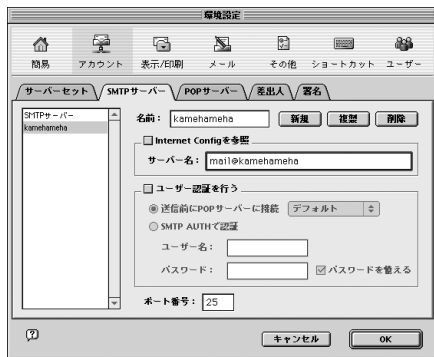 環境設定
簡易 アカウント 表示/印刷 メール その他 ショートカット ユーザー
サーバーセット SMTPサーバー POPサーバー 差出人 署名
SMTPサーバー
kamehameha
名前： kamehameha 新規 複製 削除
Internet Configを参照
サーバー名： mail@kamehameha
ユーザー認証を行う
送信前にPOPサーバーに接続 デフォルト
SMTP AUTHで認証
ユーザー名：
パスワード： パスワードを憶える
ポート番号： 25
? キャンセル OK